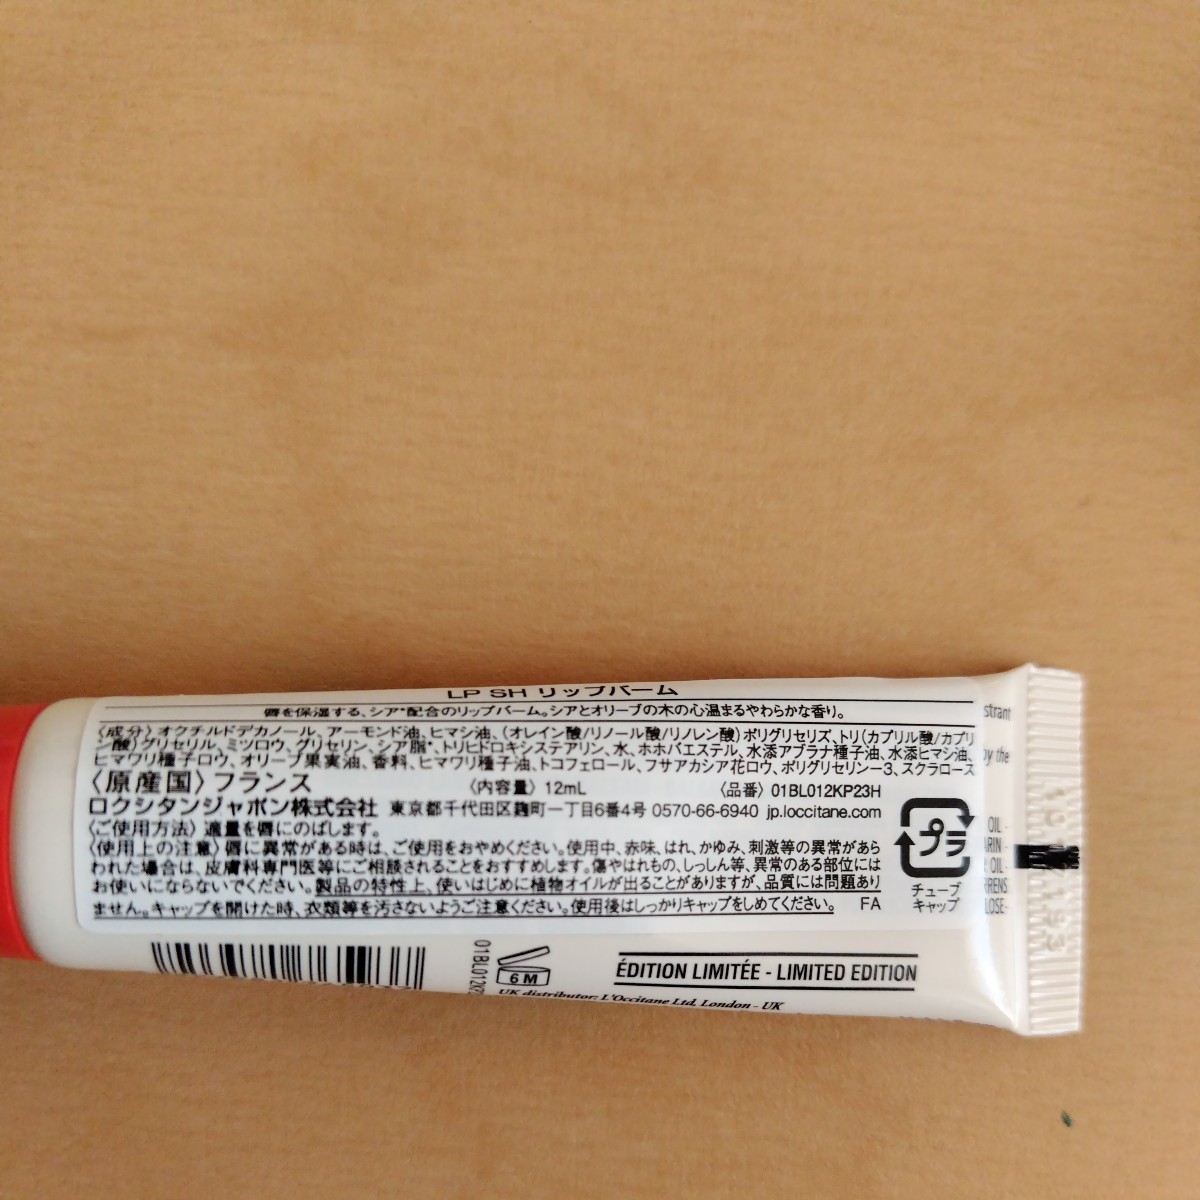 LP SH リップバーム
唇を保湿する、シア*配合のリップバーム。シアとオリーブの木の心温まるやわらかな香り。
〈成分〉オクチルドデカノール、アーモンド油、ヒマシ油、(オレイン酸/リノール酸/リノレン酸)ポリグリセリズ、トリ(カプリル酸/カプリ
ン酸)グリセリル、ミツロウ、グリセリン、シア脂*、トリヒドロキシステアリン、水、ホホバエステル、水添アブラナ種子油、水添ヒマシ油、
ヒマワリ種子ロウ、オリーブ果実油、香料、ヒマワリ種子油、トコフェロール、フサアカシア花ロウ、ポリグリセリン−3、スクラロース
〈原産国〉フランス 〈内容量〉12mL 〈品番〉01BL012KP23H
ロクシタンジャポン株式会社 東京都千代田区麹町一丁目6番4号 0570-66-6940 jp.loccitane.com
〈ご使用方法〉適量を唇にのばします。
〈使用上の注意〉唇に異常がある時は、ご使用をおやめください。使用中、赤味、はれ、かゆみ、刺激等の異常があら
われた場合は、皮膚科専門医等にご相談されることをおすすめします。傷やはれもの、しっしん等、異常のある部位には
お使いにならないでください。製品の特性上、使いはじめに植物オイルが出ることがありますが、品質には問題あり
ません。キャップを開けた時、衣類等を汚さないようご注意ください。使用後はしっかりキャップをしめてください。 FA
プラ
チューブ
キャップ
strant
by the
OIL -
ARIN -
OIL -
RRENS
LOSE -
01BL012K
6 M
ÉDITION LIMITÉE - LIMITED EDITION
UK distributor: L'Occitane Ltd. London - UK